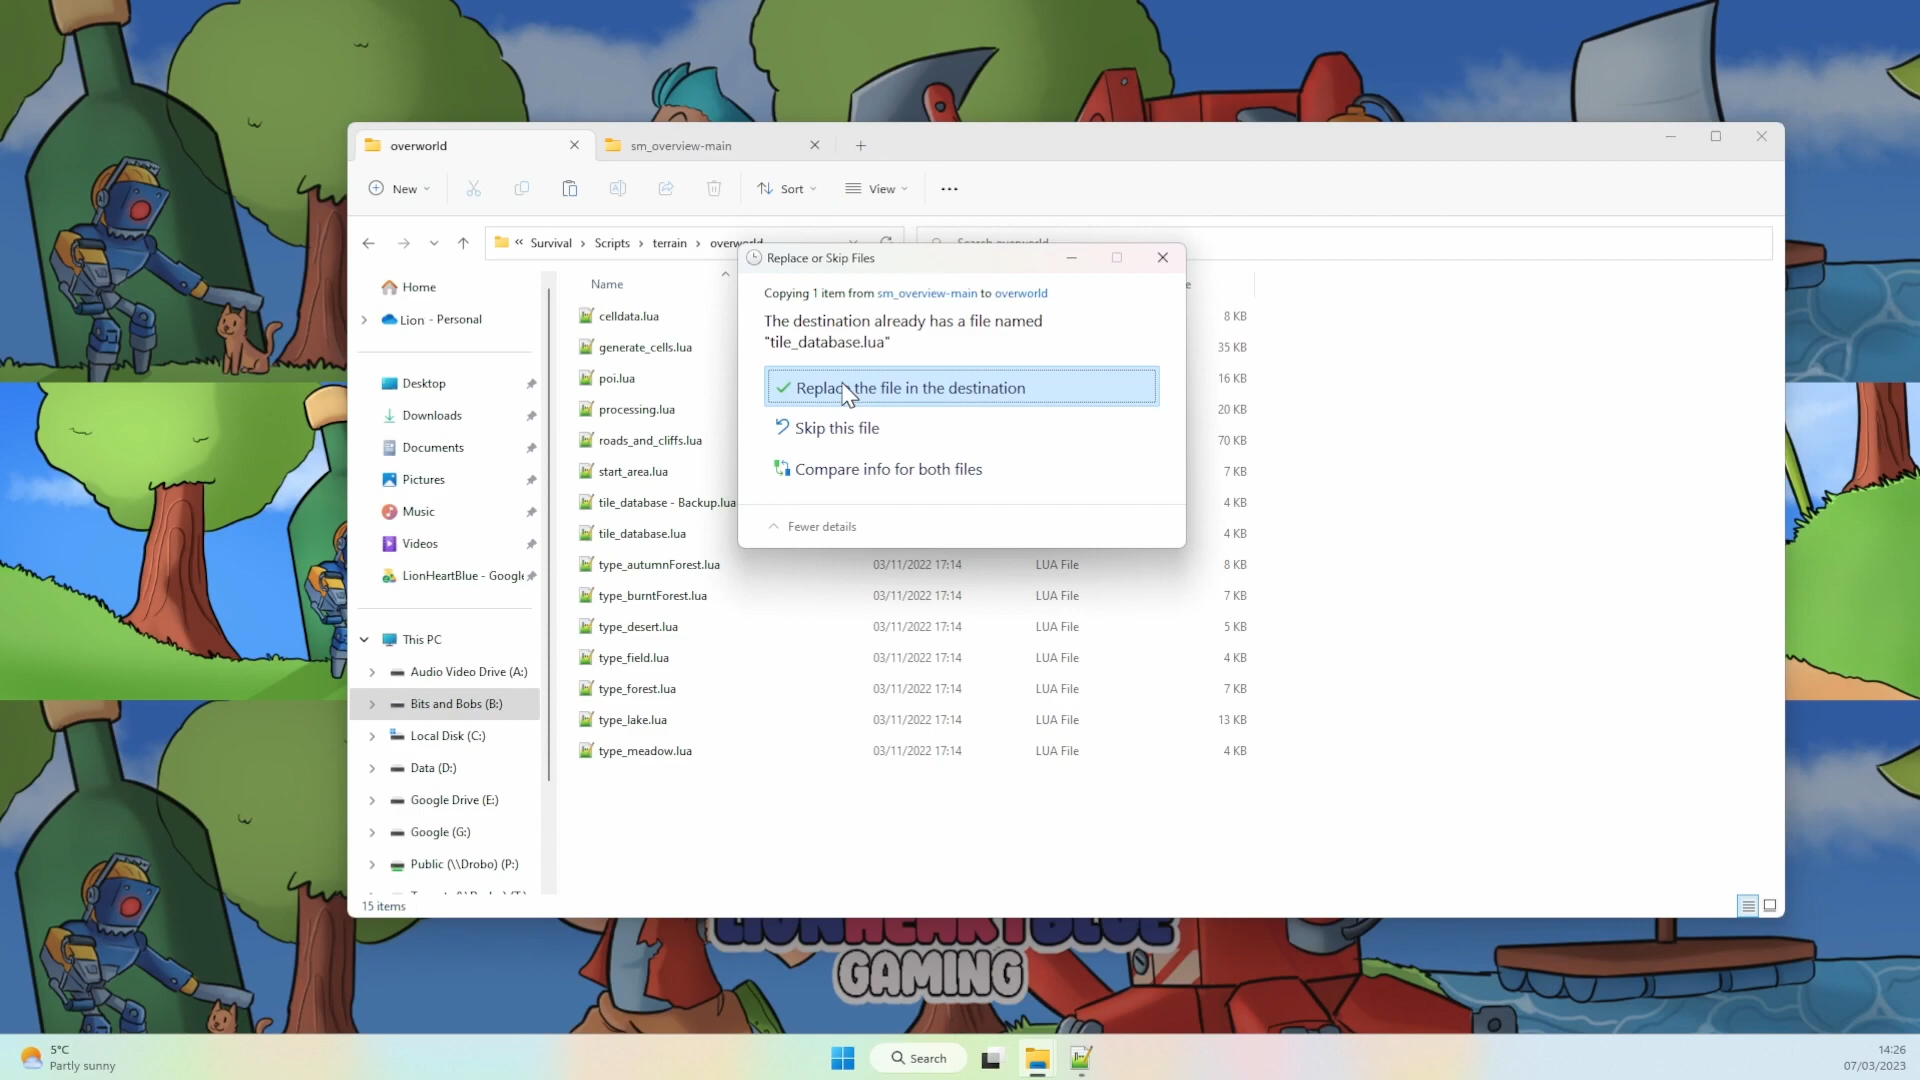 overworld
sm_overview-main
New
Sort
View
Survival
Scripts
terrain
overworld
Search overworld
Replace or Skip Files
Copying 1 item from sm_overview-main to overworld
The destination already has a file named
"tile_database.lua"
Replace the file in the destination
Skip this file
Compare info for both files
Fewer details
Home
Lion - Personal
Desktop
Downloads
Documents
Pictures
Music
Videos
LionHeartBlue - Google
This PC
Audio Video Drive (A:)
Bits and Bobs (B:)
Local Disk (C:)
Data (D:)
Google Drive (E:)
Google (G:)
Public (\\Drobo) (P:)
Name
celldata.lua 8 KB
generate_cells.lua 35 KB
poi.lua 16 KB
processing.lua 20 KB
roads_and_cliffs.lua 70 KB
start_area.lua 7 KB
tile_database - Backup.lua 4 KB
tile_database.lua 4 KB
type_autumnForest.lua 03/11/2022 17:14 LUA File 8 KB
type_burntForest.lua 03/11/2022 17:14 LUA File 7 KB
type_desert.lua 03/11/2022 17:14 LUA File 5 KB
type_field.lua 03/11/2022 17:14 LUA File 4 KB
type_forest.lua 03/11/2022 17:14 LUA File 7 KB
type_lake.lua 03/11/2022 17:14 LUA File 13 KB
type_meadow.lua 03/11/2022 17:14 LUA File 4 KB
15 items
LIONHEARTBLUE
GAMING
5°C
Partly sunny
Search
14:26
07/03/2023